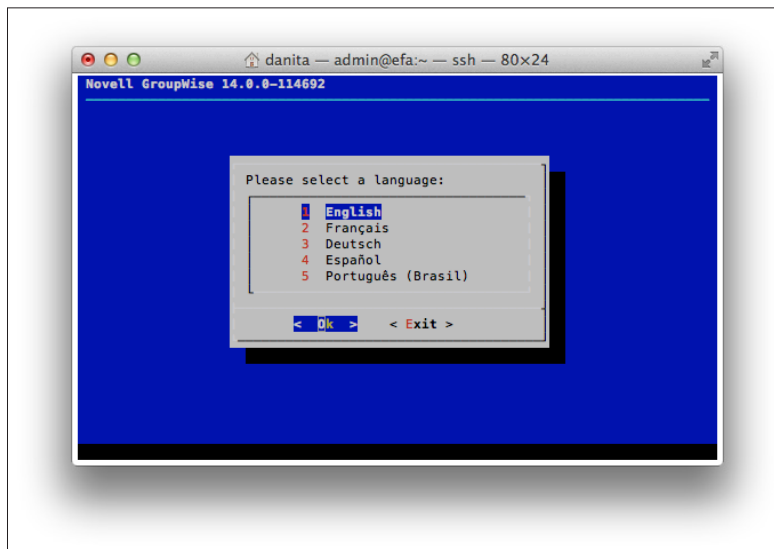 danita — admin@efa:~ — ssh — 80×24
Novell GroupWise 14.0.0-114692
Please select a language:
1 English
2 Français
3 Deutsch
4 Español
5 Português (Brasil)
< Ok > < Exit >